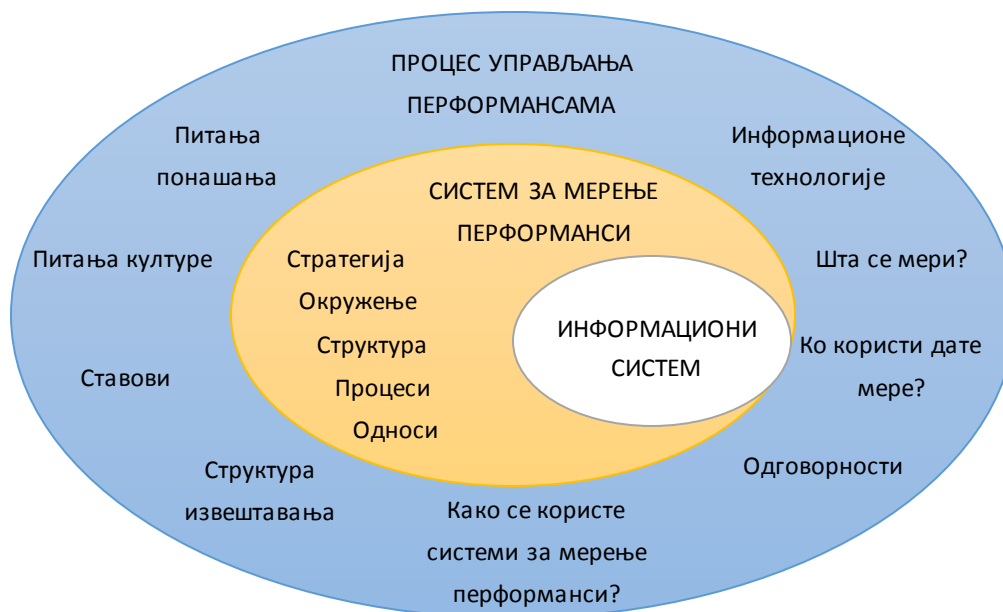 ПРОЦЕС УПРАВЉАЊА
ПЕРФОРМАНСАМА
Питања
понашања
Информационе
технологије
СИСТЕМ ЗА МЕРЕЊЕ
ПЕРФОРМАНСИ
Питања културе
Стратегија
Шта се мери?
Окружење
Структура
ИНФОРМАЦИОНИ
СИСТЕМ
Ко користи дате
мере?
Ставови
Процеси
Односи
Структура
извештавања
Одговорности
Како се користе
системи за мерење
перформанси?